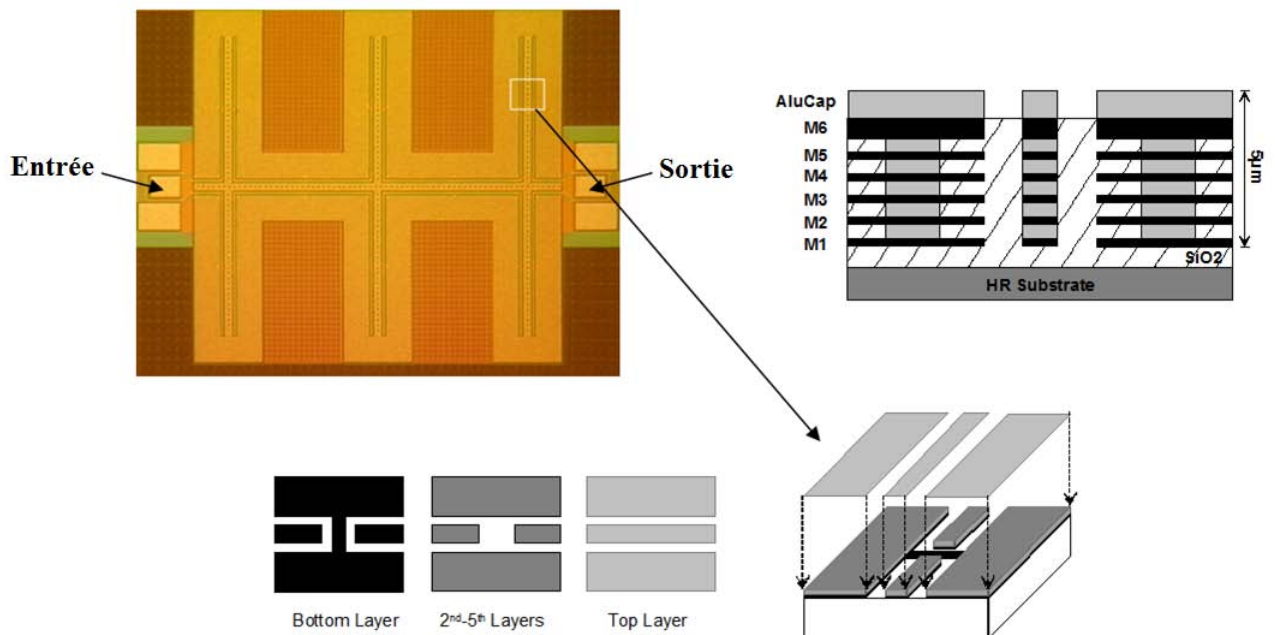 Entrée
Sortie
AluCap
M6
M5
M4
M3
M2
M1
5µm
SiO2
HR Substrate
Bottom Layer
2nd-5th Layers
Top Layer